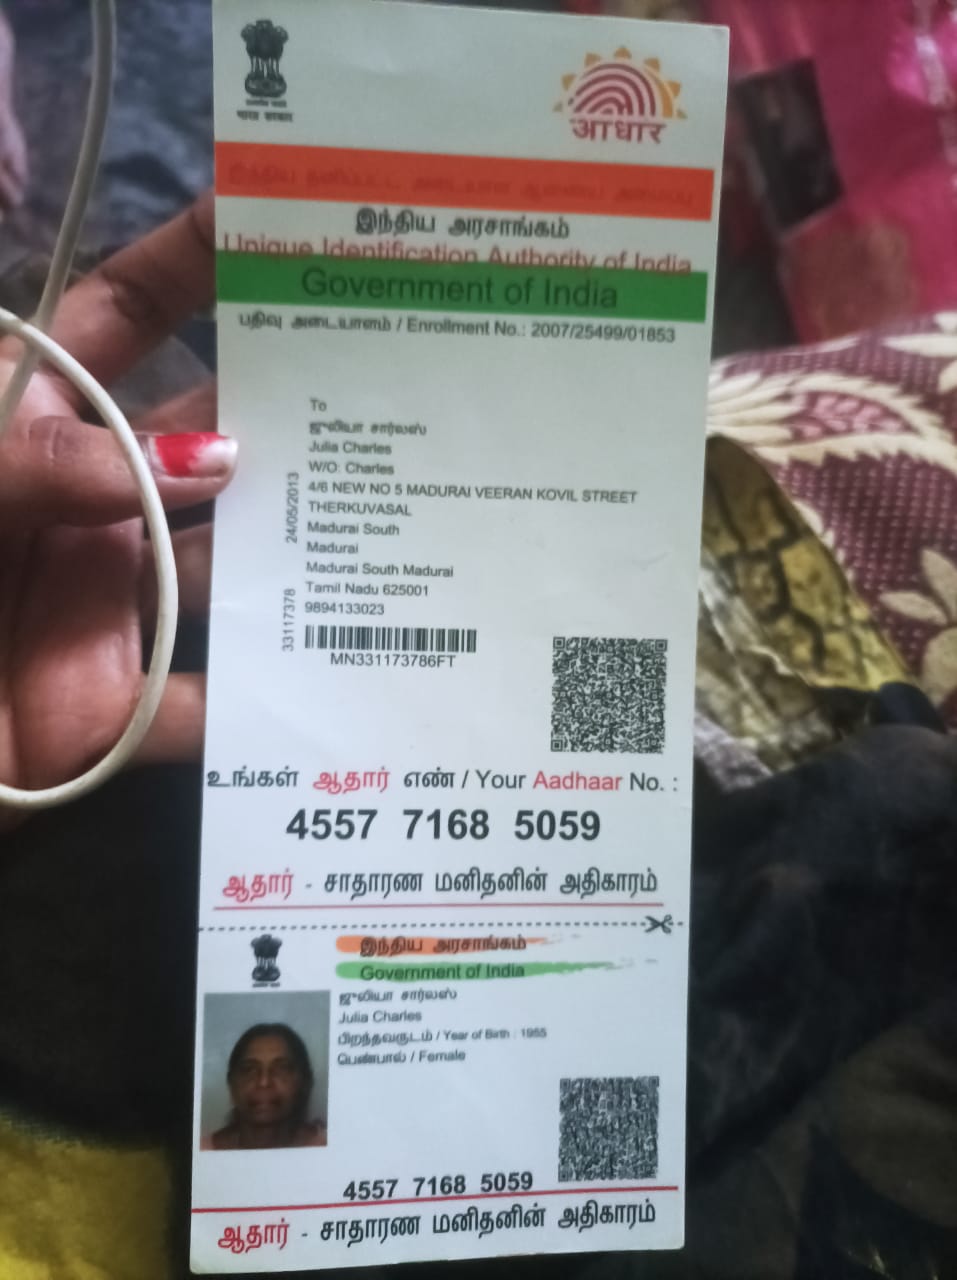 भारत सरकार
आधार
இந்திய அரசாங்கம்
Unique Identification Authority of India
Government of India
பதிவு அடையாளம் / Enrollment No.: 2007/25499/01853
To
ஜுலியா சார்லஸ்
Julia Charles
W/O: Charles
4/6 NEW NO 5 MADURAI VEERAN KOVIL STREET
THERKUVASAL
Madurai South
Madurai
Madurai South Madurai
Tamil Nadu 625001
9894133023
24/05/2013
33117378
MN331173786FT
உங்கள் ஆதார் எண் / Your Aadhaar No. :
4557 7168 5059
ஆதார் - சாதாரண மனிதனின் அதிகாரம்
இந்திய அரசாங்கம்
Government of India
ஜுலியா சார்லஸ்
Julia Charles
பிறந்தவருடம் / Year of Birth : 1955
பெண்பால் / Female
4557 7168 5059
ஆதார் - சாதாரண மனிதனின் அதிகாரம்